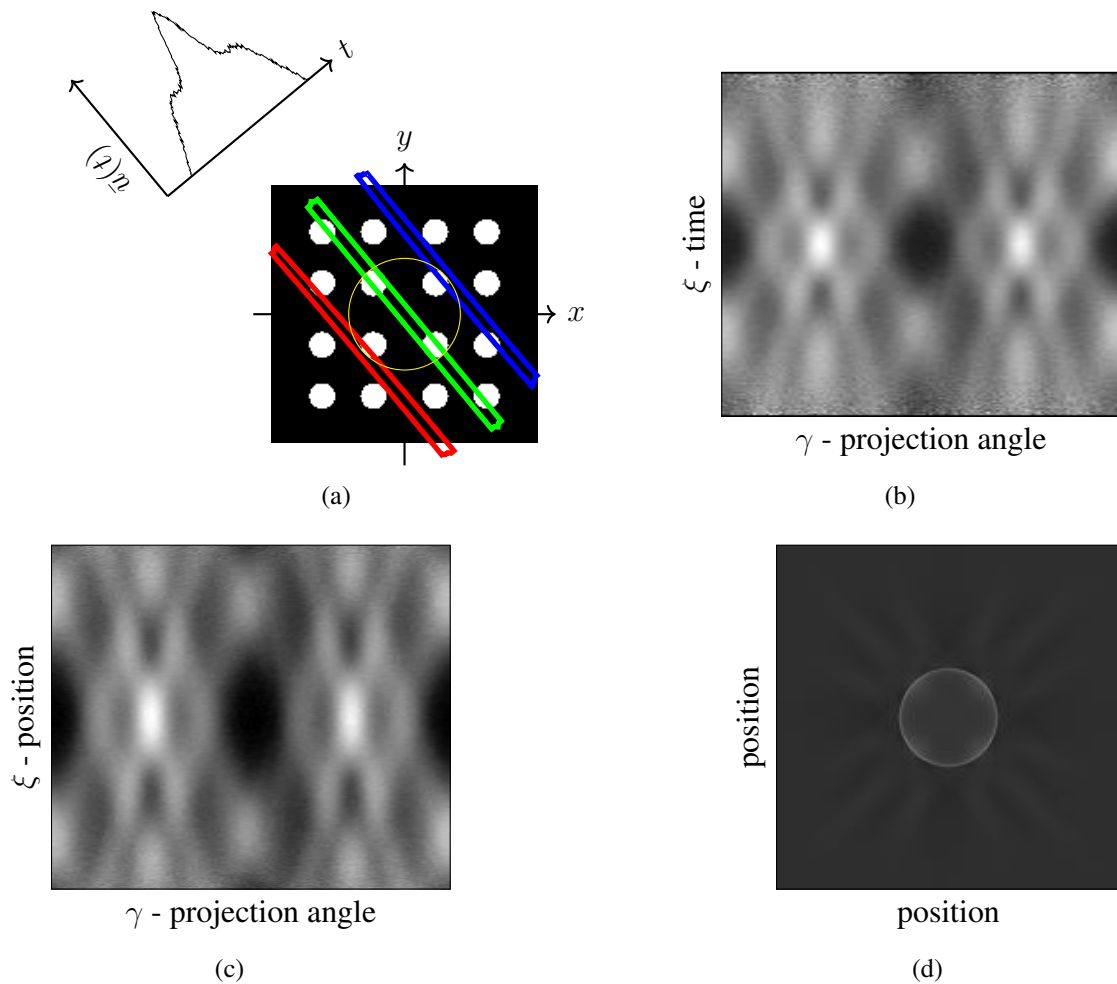 t
ū(t)
y
x
(a)
ξ - time
γ - projection angle
(b)
ξ - position
γ - projection angle
(c)
position
position
(d)